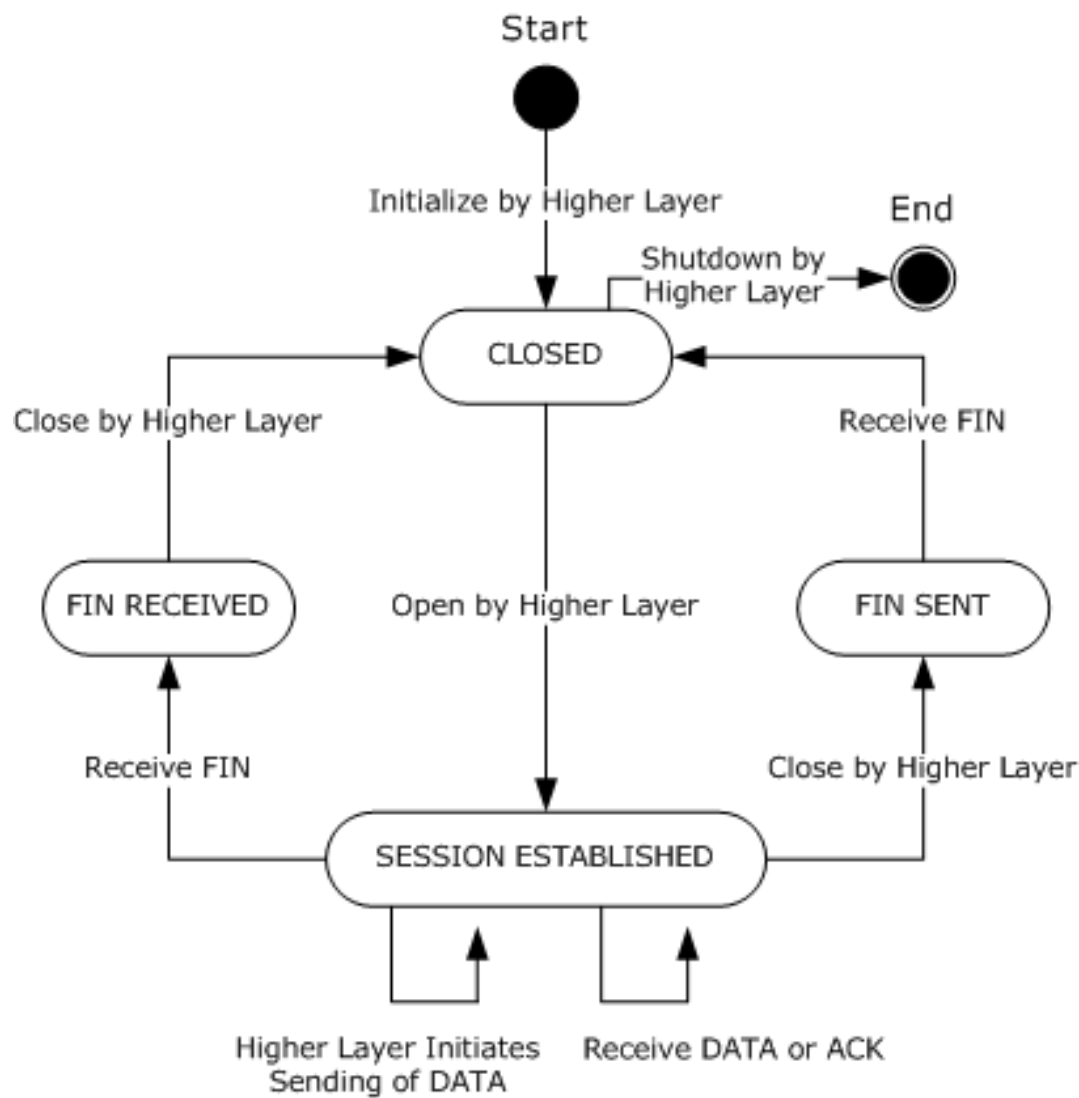 Start
Initialize by Higher Layer
End
Shutdown by
Higher Layer
CLOSED
Close by Higher Layer
Receive FIN
FIN RECEIVED
Open by Higher Layer
FIN SENT
Receive FIN
Close by Higher Layer
SESSION ESTABLISHED
Higher Layer Initiates
Sending of DATA
Receive DATA or ACK